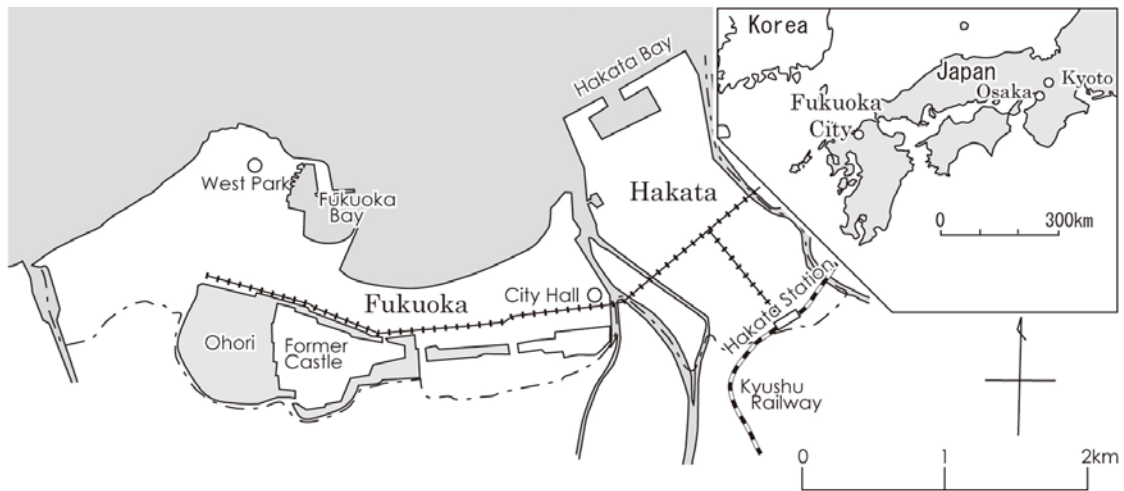 Korea
Japan
Kyoto
Osaka
Fukuoka
City
0
300km
Hakata Bay
West Park
Fukuoka
Bay
Hakata
Fukuoka
City Hall
Hakata Station
Ohori
Former
Castle
Kyushu
Railway
0
1
2km